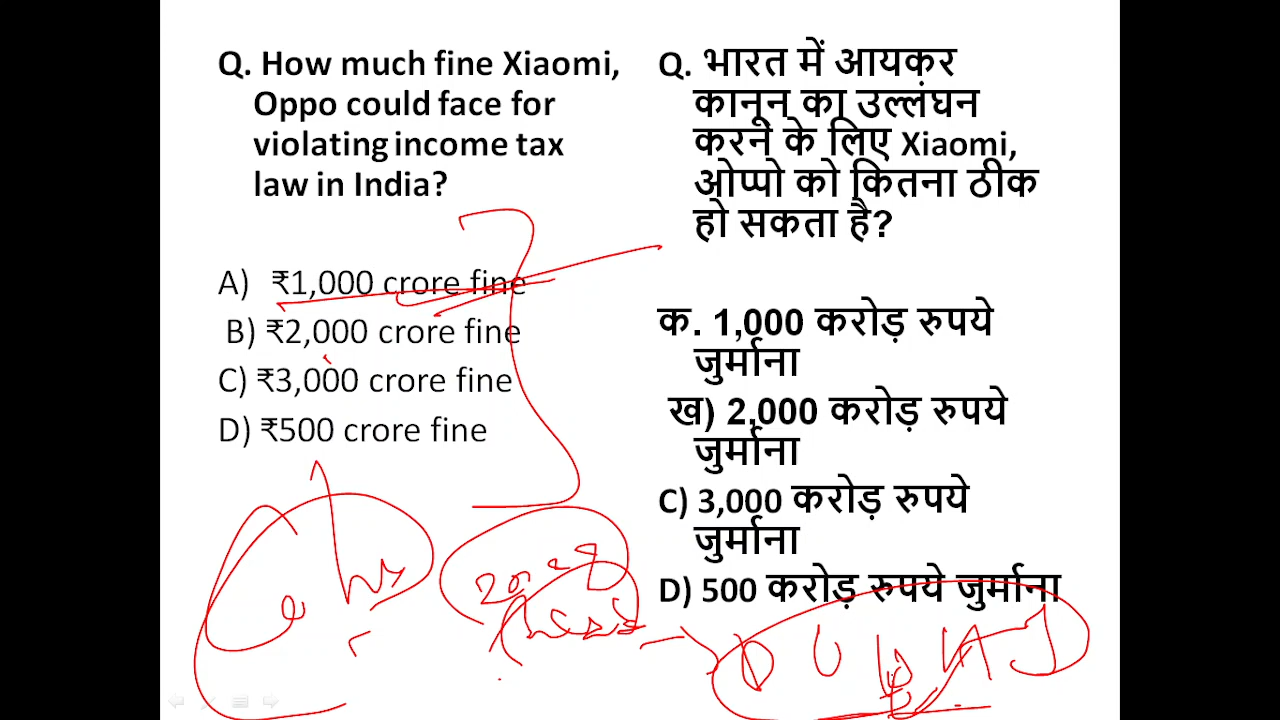 Q. How much fine Xiaomi,
Oppo could face for
violating income tax
law in India?
A) ₹1,000 crore fine
B) ₹2,000 crore fine
C) ₹3,000 crore fine
D) ₹500 crore fine
Q. भारत में आयकर
कानून का उल्लंघन
करने के लिए Xiaomi,
ओप्पो को कितना ठीक
हो सकता है?
क. 1,000 करोड़ रुपये
जुर्माना
ख) 2,000 करोड़ रुपये
जुर्माना
C) 3,000 करोड़ रुपये
जुर्माना
D) 500 करोड़ रुपये जुर्माना